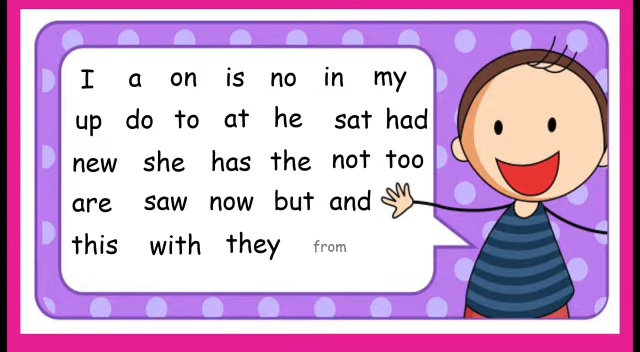 I a on is no in my
up do to at he sat had
new she has the not too
are saw now but and
this with they from